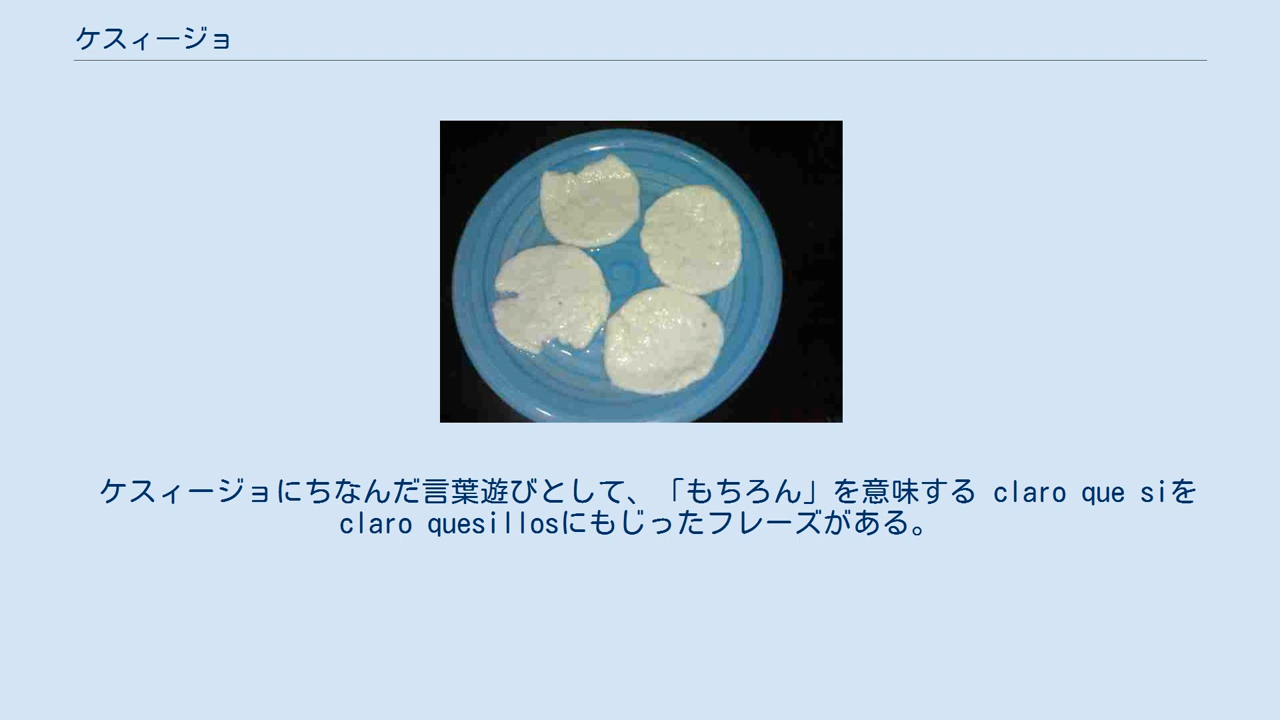 ケスィージョ
ケスィージョにちなんだ言葉遊びとして、「もちろん」を意味する claro que siを
claro quesillosにもじったフレーズがある。